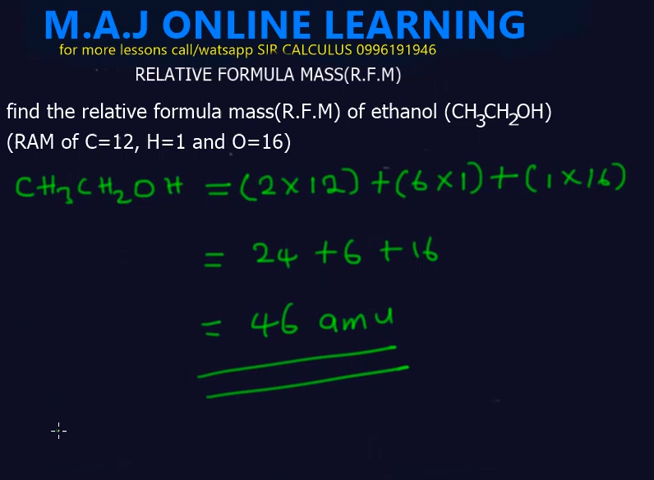 M.A.J ONLINE LEARNING
for more lessons call/watsapp SIR CALCULUS 0996191946
RELATIVE FORMULA MASS(R.F.M)
find the relative formula mass(R.F.M) of ethanol (CH₃CH₂OH)
(RAM of C=12, H=1 and O=16)
CH₃CH₂OH = (2×12)+(6×1)+(1×16)
= 24 + 6 + 16
= 46 amu